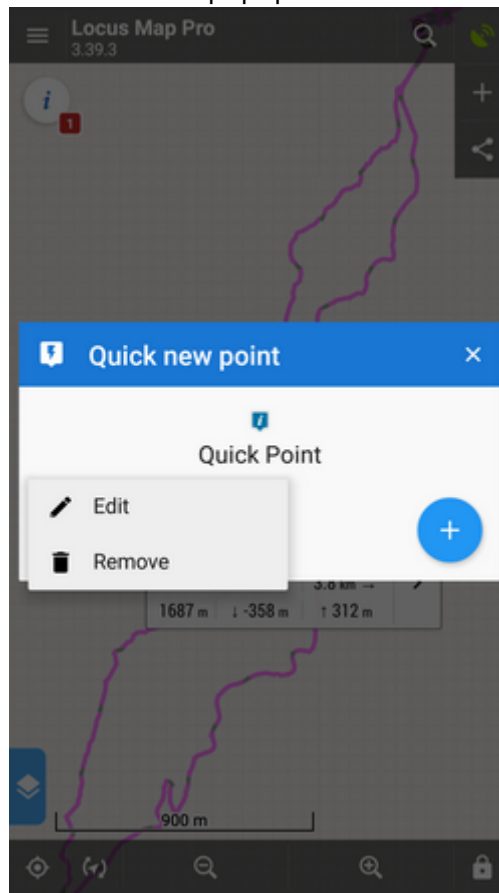 Locus Map Pro
3.39.3
i
1
Quick new point
×
i
Quick Point
Edit
Remove
+
3.8 km →
1687 m ↓ -358 m ↑ 312 m
900 m